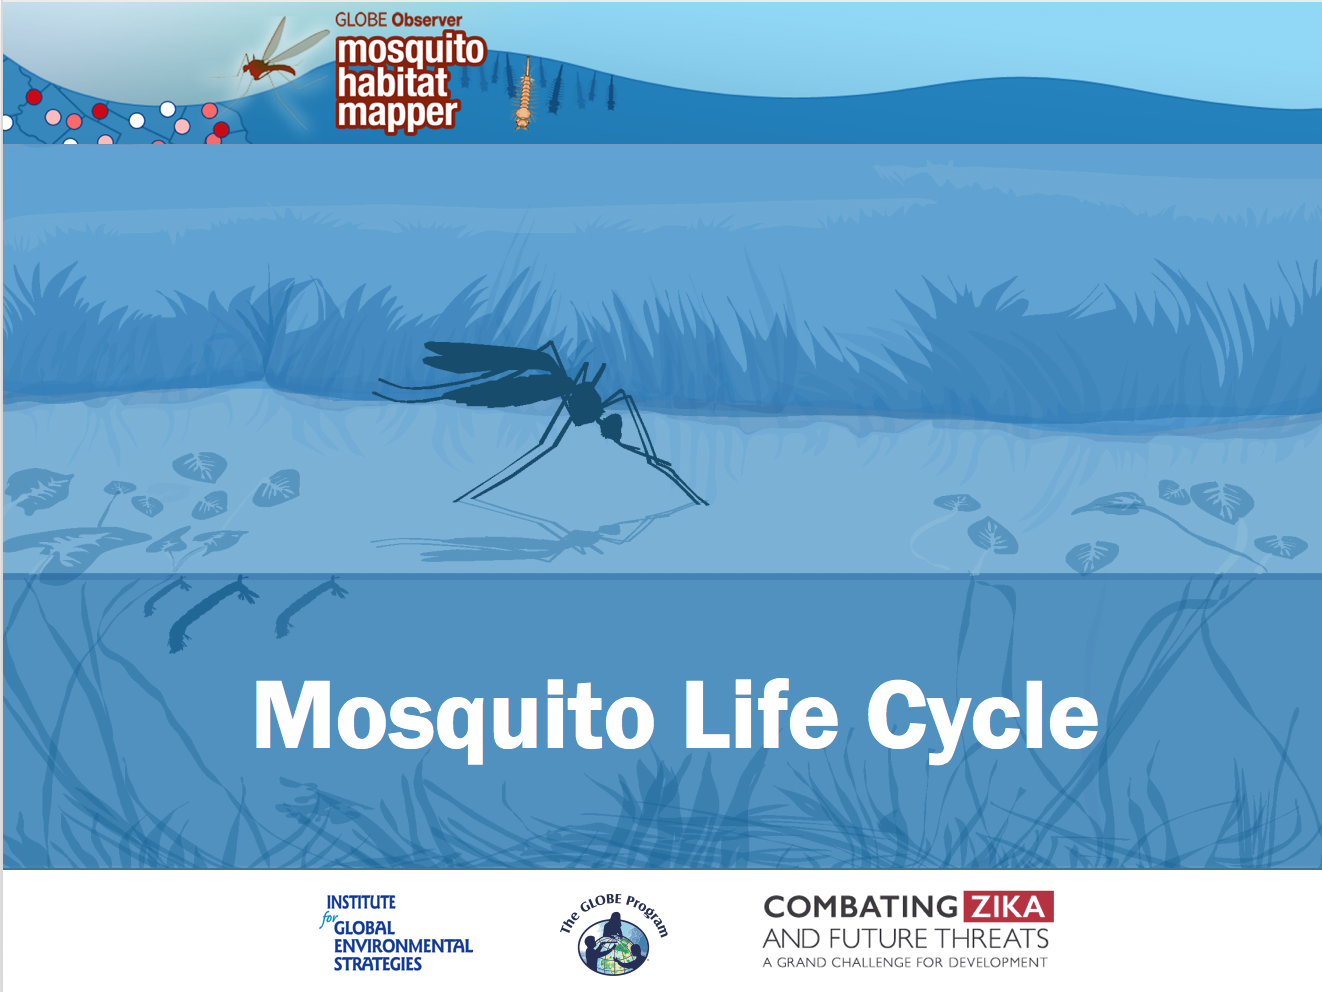 GLOBE Observer
mosquito
habitat
mapper
Mosquito Life Cycle
INSTITUTE
for
GLOBAL
ENVIRONMENTAL
STRATEGIES
The GLOBE Program
COMBATING ZIKA
AND FUTURE THREATS
A GRAND CHALLENGE FOR DEVELOPMENT